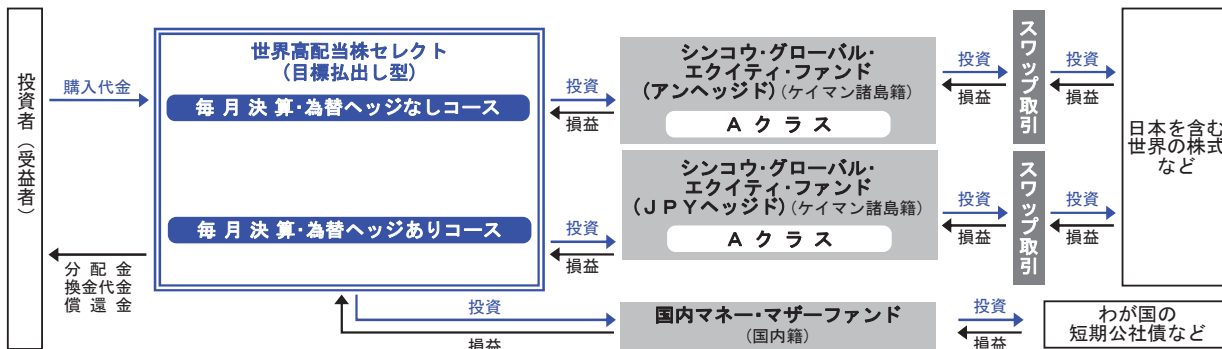 投資者（受益者）
購入代金
分配金
換金代金
償還金
世界高配当株セレクト
（目標払出し型）
毎月決算・為替ヘッジなしコース
毎月決算・為替ヘッジありコース
投資
損益
投資
損益
シンコウ・グローバル・
エクイティ・ファンド
（アンヘッジド）（ケイマン諸島籍）
Aクラス
シンコウ・グローバル・
エクイティ・ファンド
（JPYヘッジド）（ケイマン諸島籍）
Aクラス
投資
損益
投資
損益
スワップ取引
スワップ取引
投資
損益
投資
損益
日本を含む
世界の株式
など
投資
損益
国内マネー・マザーファンド
（国内籍）
投資
損益
わが国の
短期公社債など